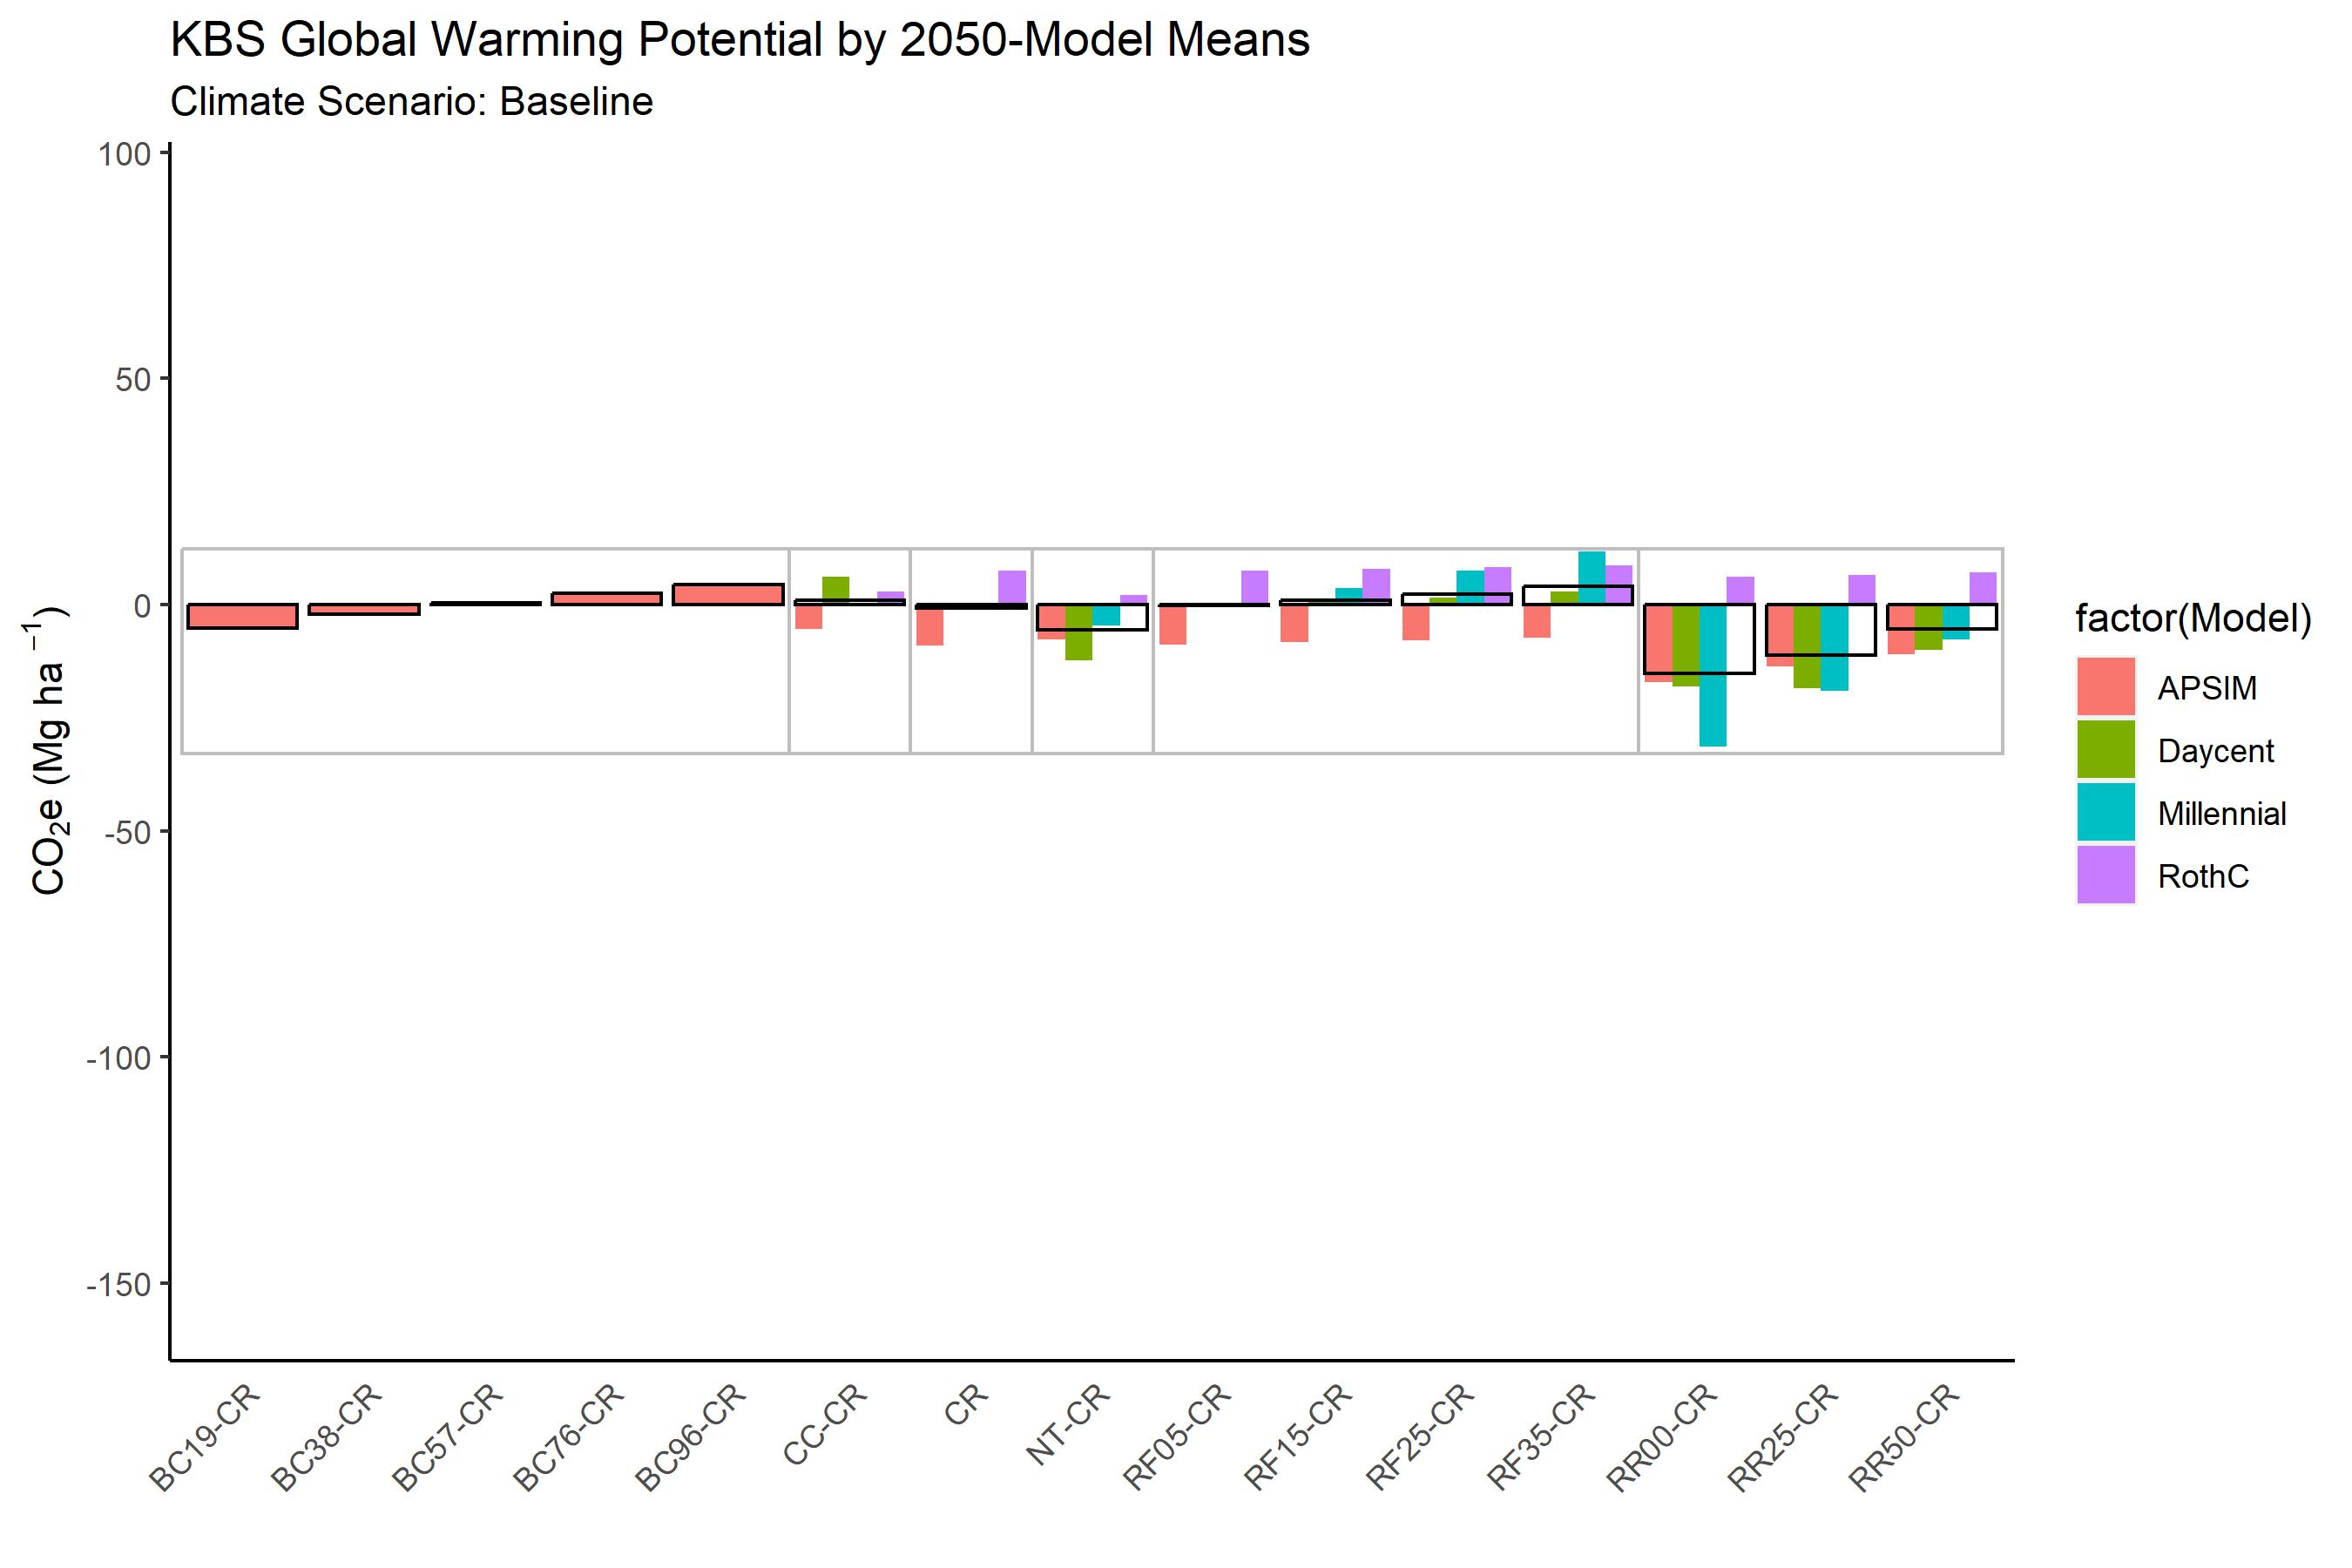 KBS Global Warming Potential by 2050-Model Means
Climate Scenario: Baseline
100
50
0
-50
-100
-150
CO₂e (Mg ha ⁻¹)
BC19-CR
BC38-CR
BC57-CR
BC76-CR
BC96-CR
CC-CR
CR
NT-CR
RF05-CR
RF15-CR
RF25-CR
RF35-CR
RR00-CR
RR25-CR
RR50-CR
factor(Model)
APSIM
Daycent
Millennial
RothC